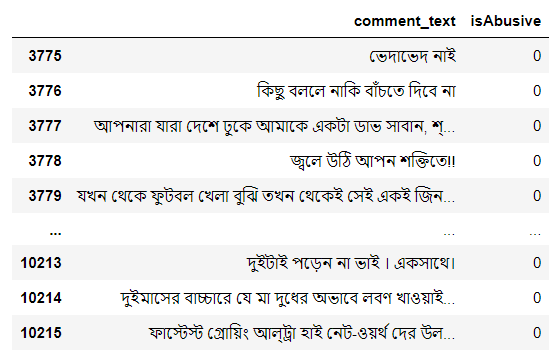 comment_text isAbusive
3775 ভেদাভেদ নাই 0
3776 কিছু বললে নাকি বাঁচতে দিবে না 0
3777 আপনারা যারা দেশে ঢুকে আমাকে একটা ডাভ সাবান, শ্... 0
3778 জ্বলে উঠি আপন শক্তিতে!! 0
3779 যখন থেকে ফুটবল খেলা বুঝি তখন থেকেই সেই একই জিন... 0
... ... ...
10213 দুইটাই পড়েন না ভাই । একসাথে। 0
10214 দুইমাসের বাচ্চারে যে মা দুধের অভাবে লবণ খাওয়াই... 0
10215 ফাস্টেস্ট গ্রোয়িং আল্ট্রা হাই নেট-ওয়র্থ দের উল... 0